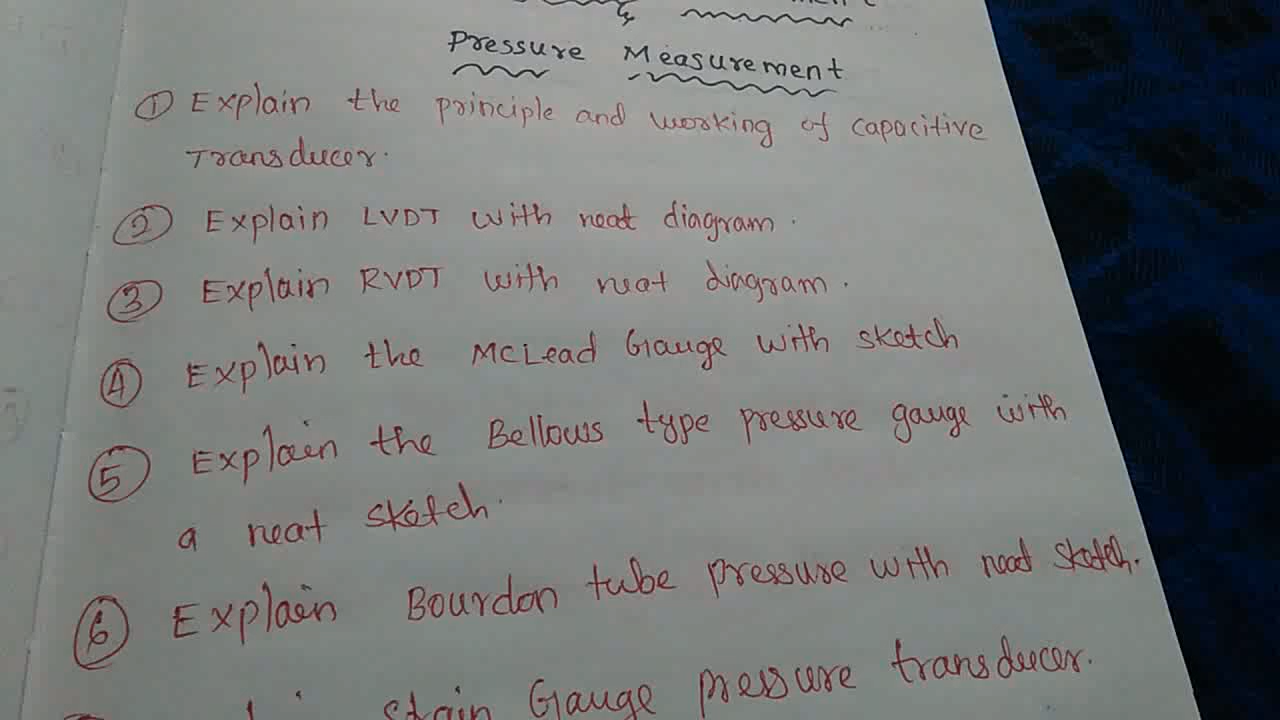 Pressure Measurement
① Explain the principle and working of capacitive
Transducer.
② Explain LVDT with neat diagram.
③ Explain RVDT with neat diagram.
④ Explain the McLead Gauge with sketch
⑤ Explain the Bellows type pressure gauge with
a neat sketch.
⑥ Explain Bourdon tube pressure with neat sketch.
stain Gauge pressure transducer.